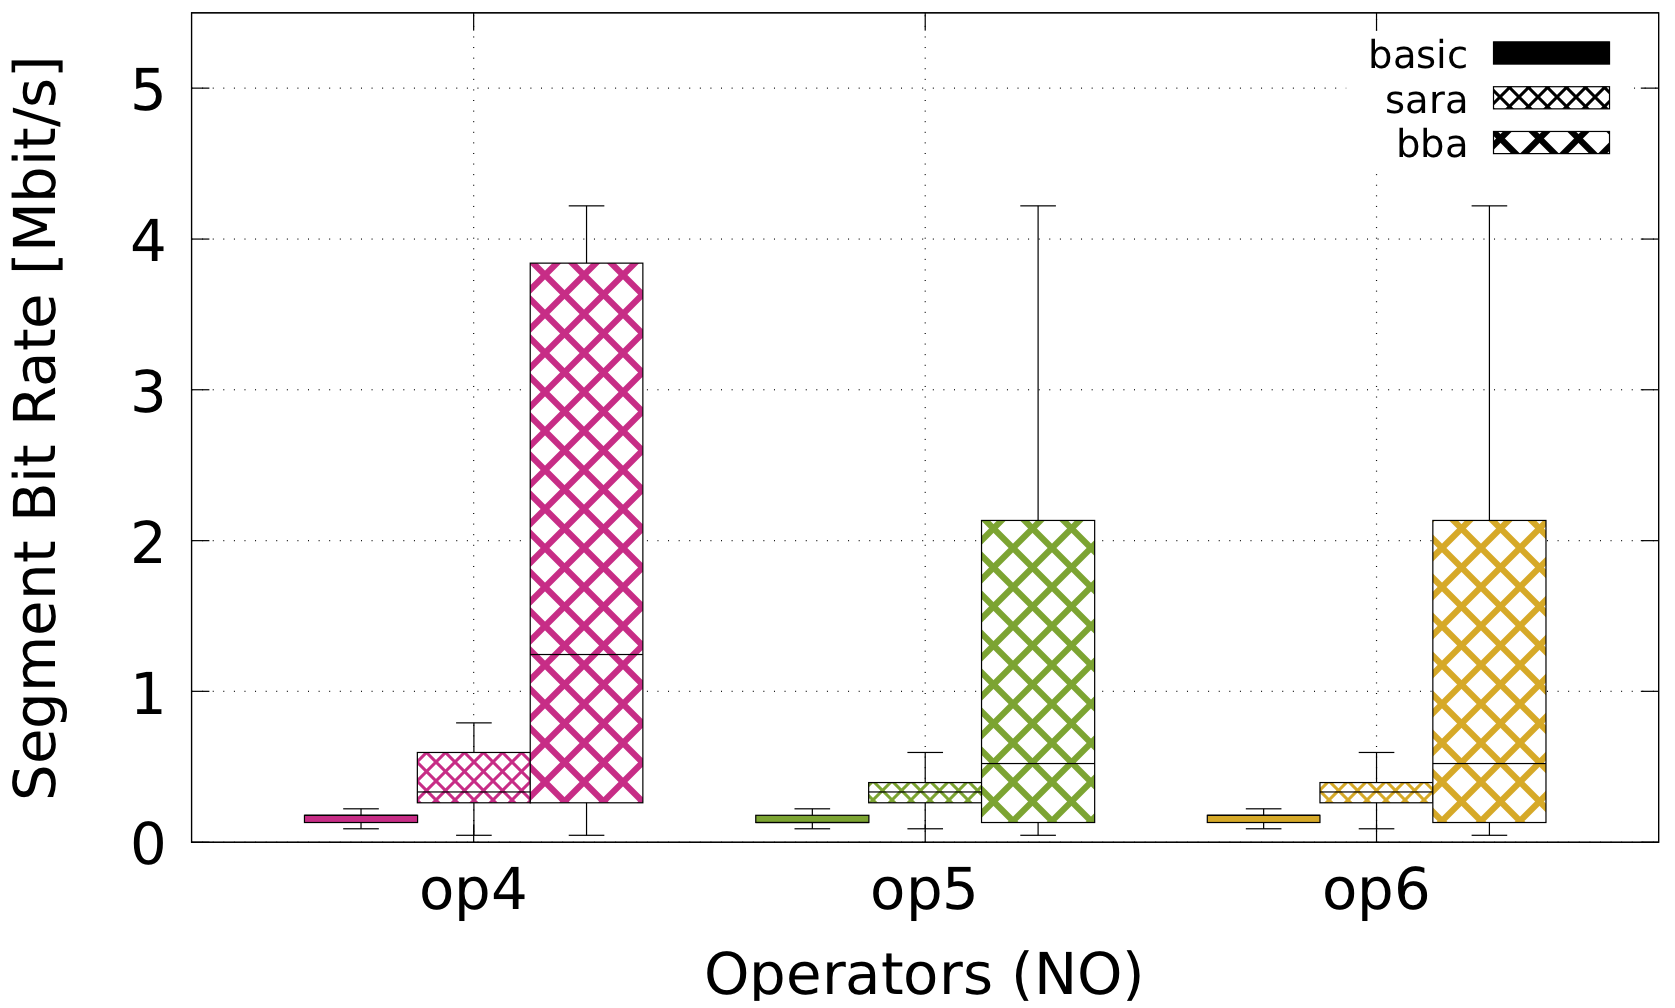 Segment Bit Rate [Mbit/s]
5
4
3
2
1
0
basic
sara
bba
op4 op5 op6
Operators (NO)